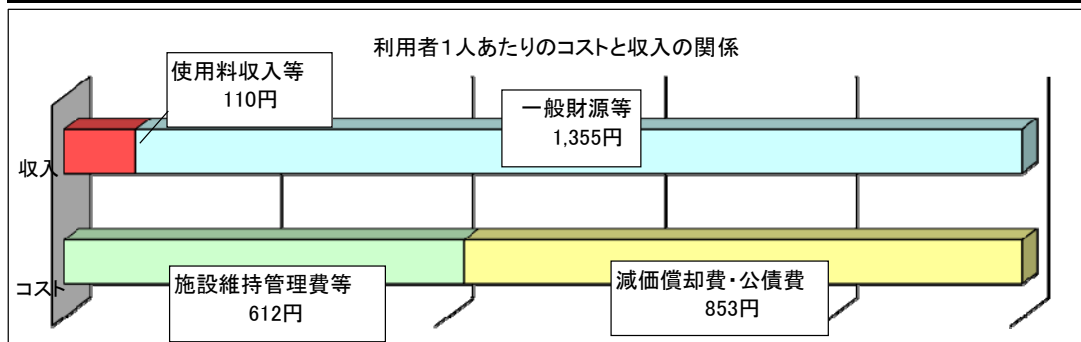 利用者1人あたりのコストと収入の関係
使用料収入等
110円
一般財源等
1,355円
収入
コスト
施設維持管理費等
612円
減価償却費・公債費
853円